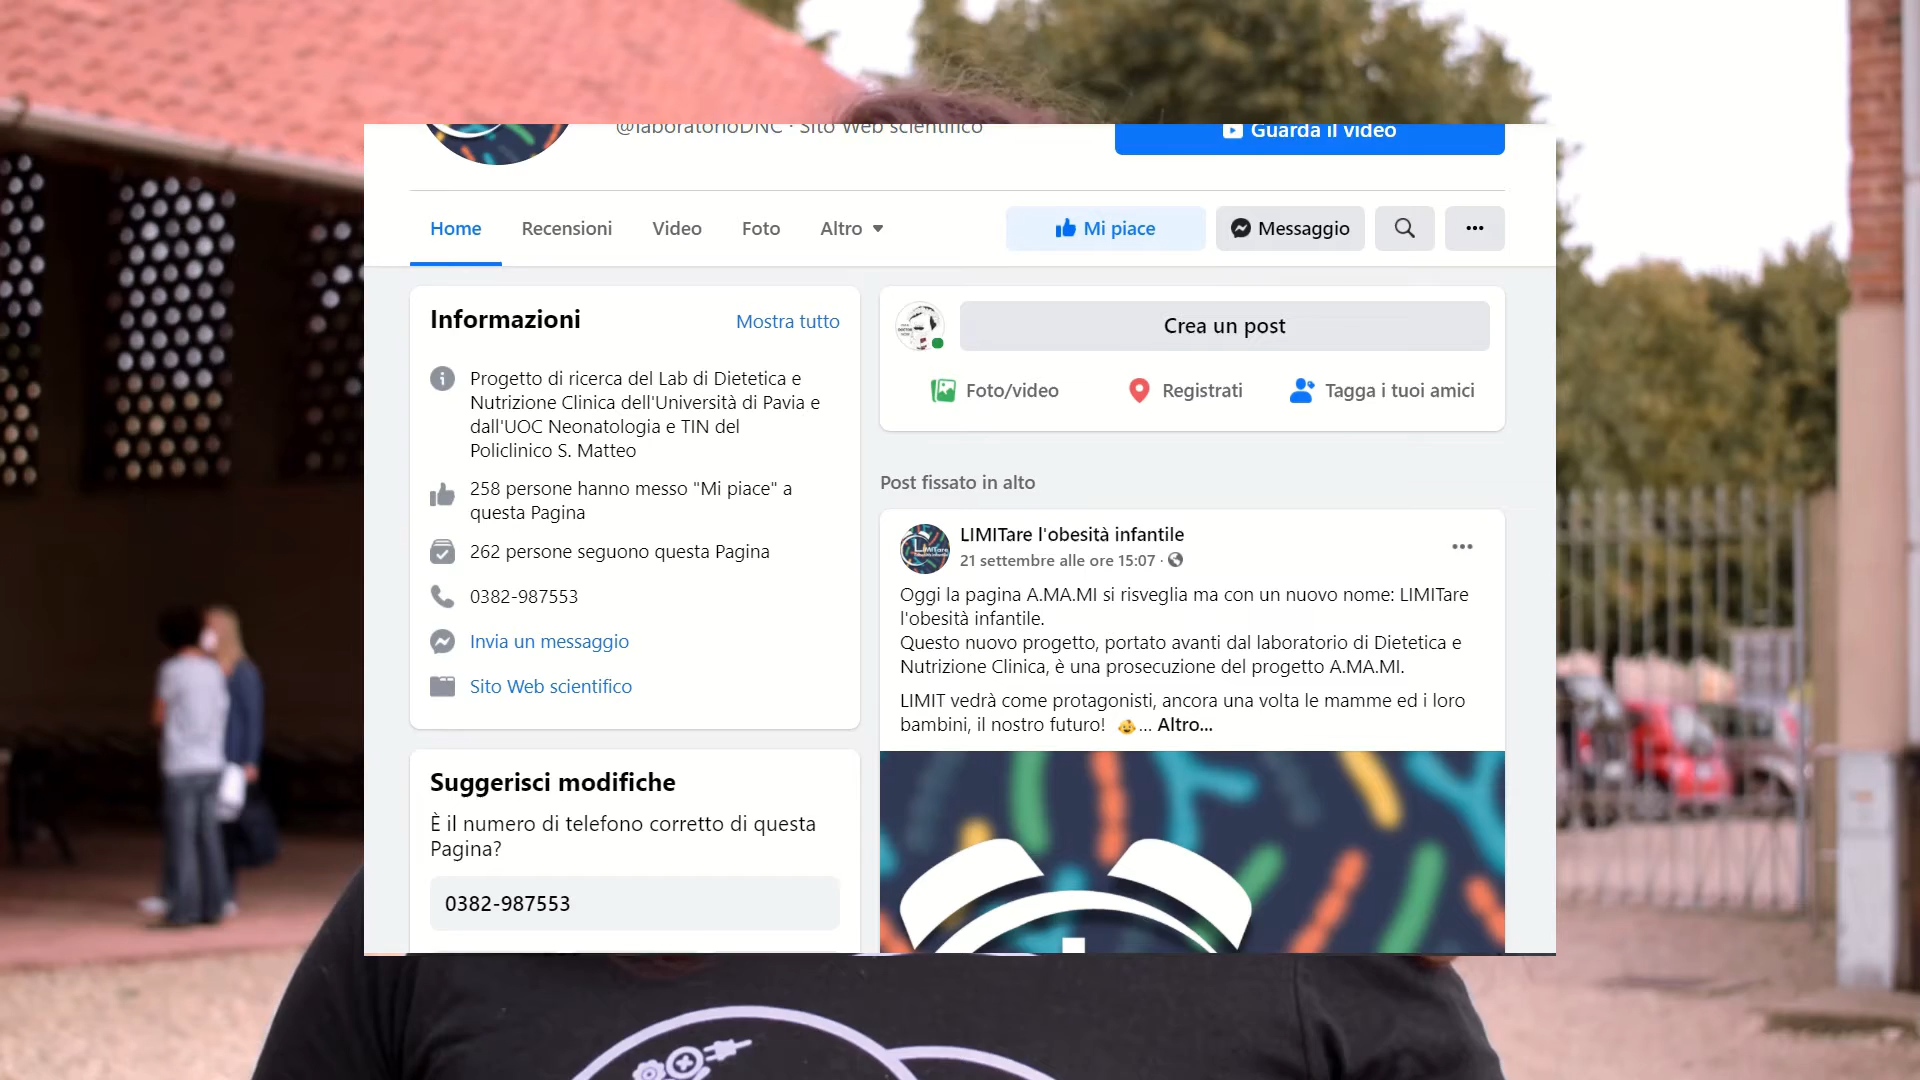 @laboratorioDNC · Sito Web scientifico
Guarda il video
Home
Recensioni
Video
Foto
Altro
Mi piace
Messaggio
Informazioni
Mostra tutto
Progetto di ricerca del Lab di Dietetica e
Nutrizione Clinica dell'Università di Pavia e
dall'UOC Neonatologia e TIN del
Policlinico S. Matteo
258 persone hanno messo "Mi piace" a
questa Pagina
262 persone seguono questa Pagina
0382-987553
Invia un messaggio
Sito Web scientifico
Suggerisci modifiche
È il numero di telefono corretto di questa
Pagina?
0382-987553
Crea un post
Foto/video
Registrati
Tagga i tuoi amici
Post fissato in alto
LIMITare l'obesità infantile
21 settembre alle ore 15:07 ·
Oggi la pagina A.MA.MI si risveglia ma con un nuovo nome: LIMITare
l'obesità infantile.
Questo nuovo progetto, portato avanti dal laboratorio di Dietetica e
Nutrizione Clinica, è una prosecuzione del progetto A.MA.MI.
LIMIT vedrà come protagonisti, ancora una volta le mamme ed i loro
bambini, il nostro futuro! 👶... Altro...